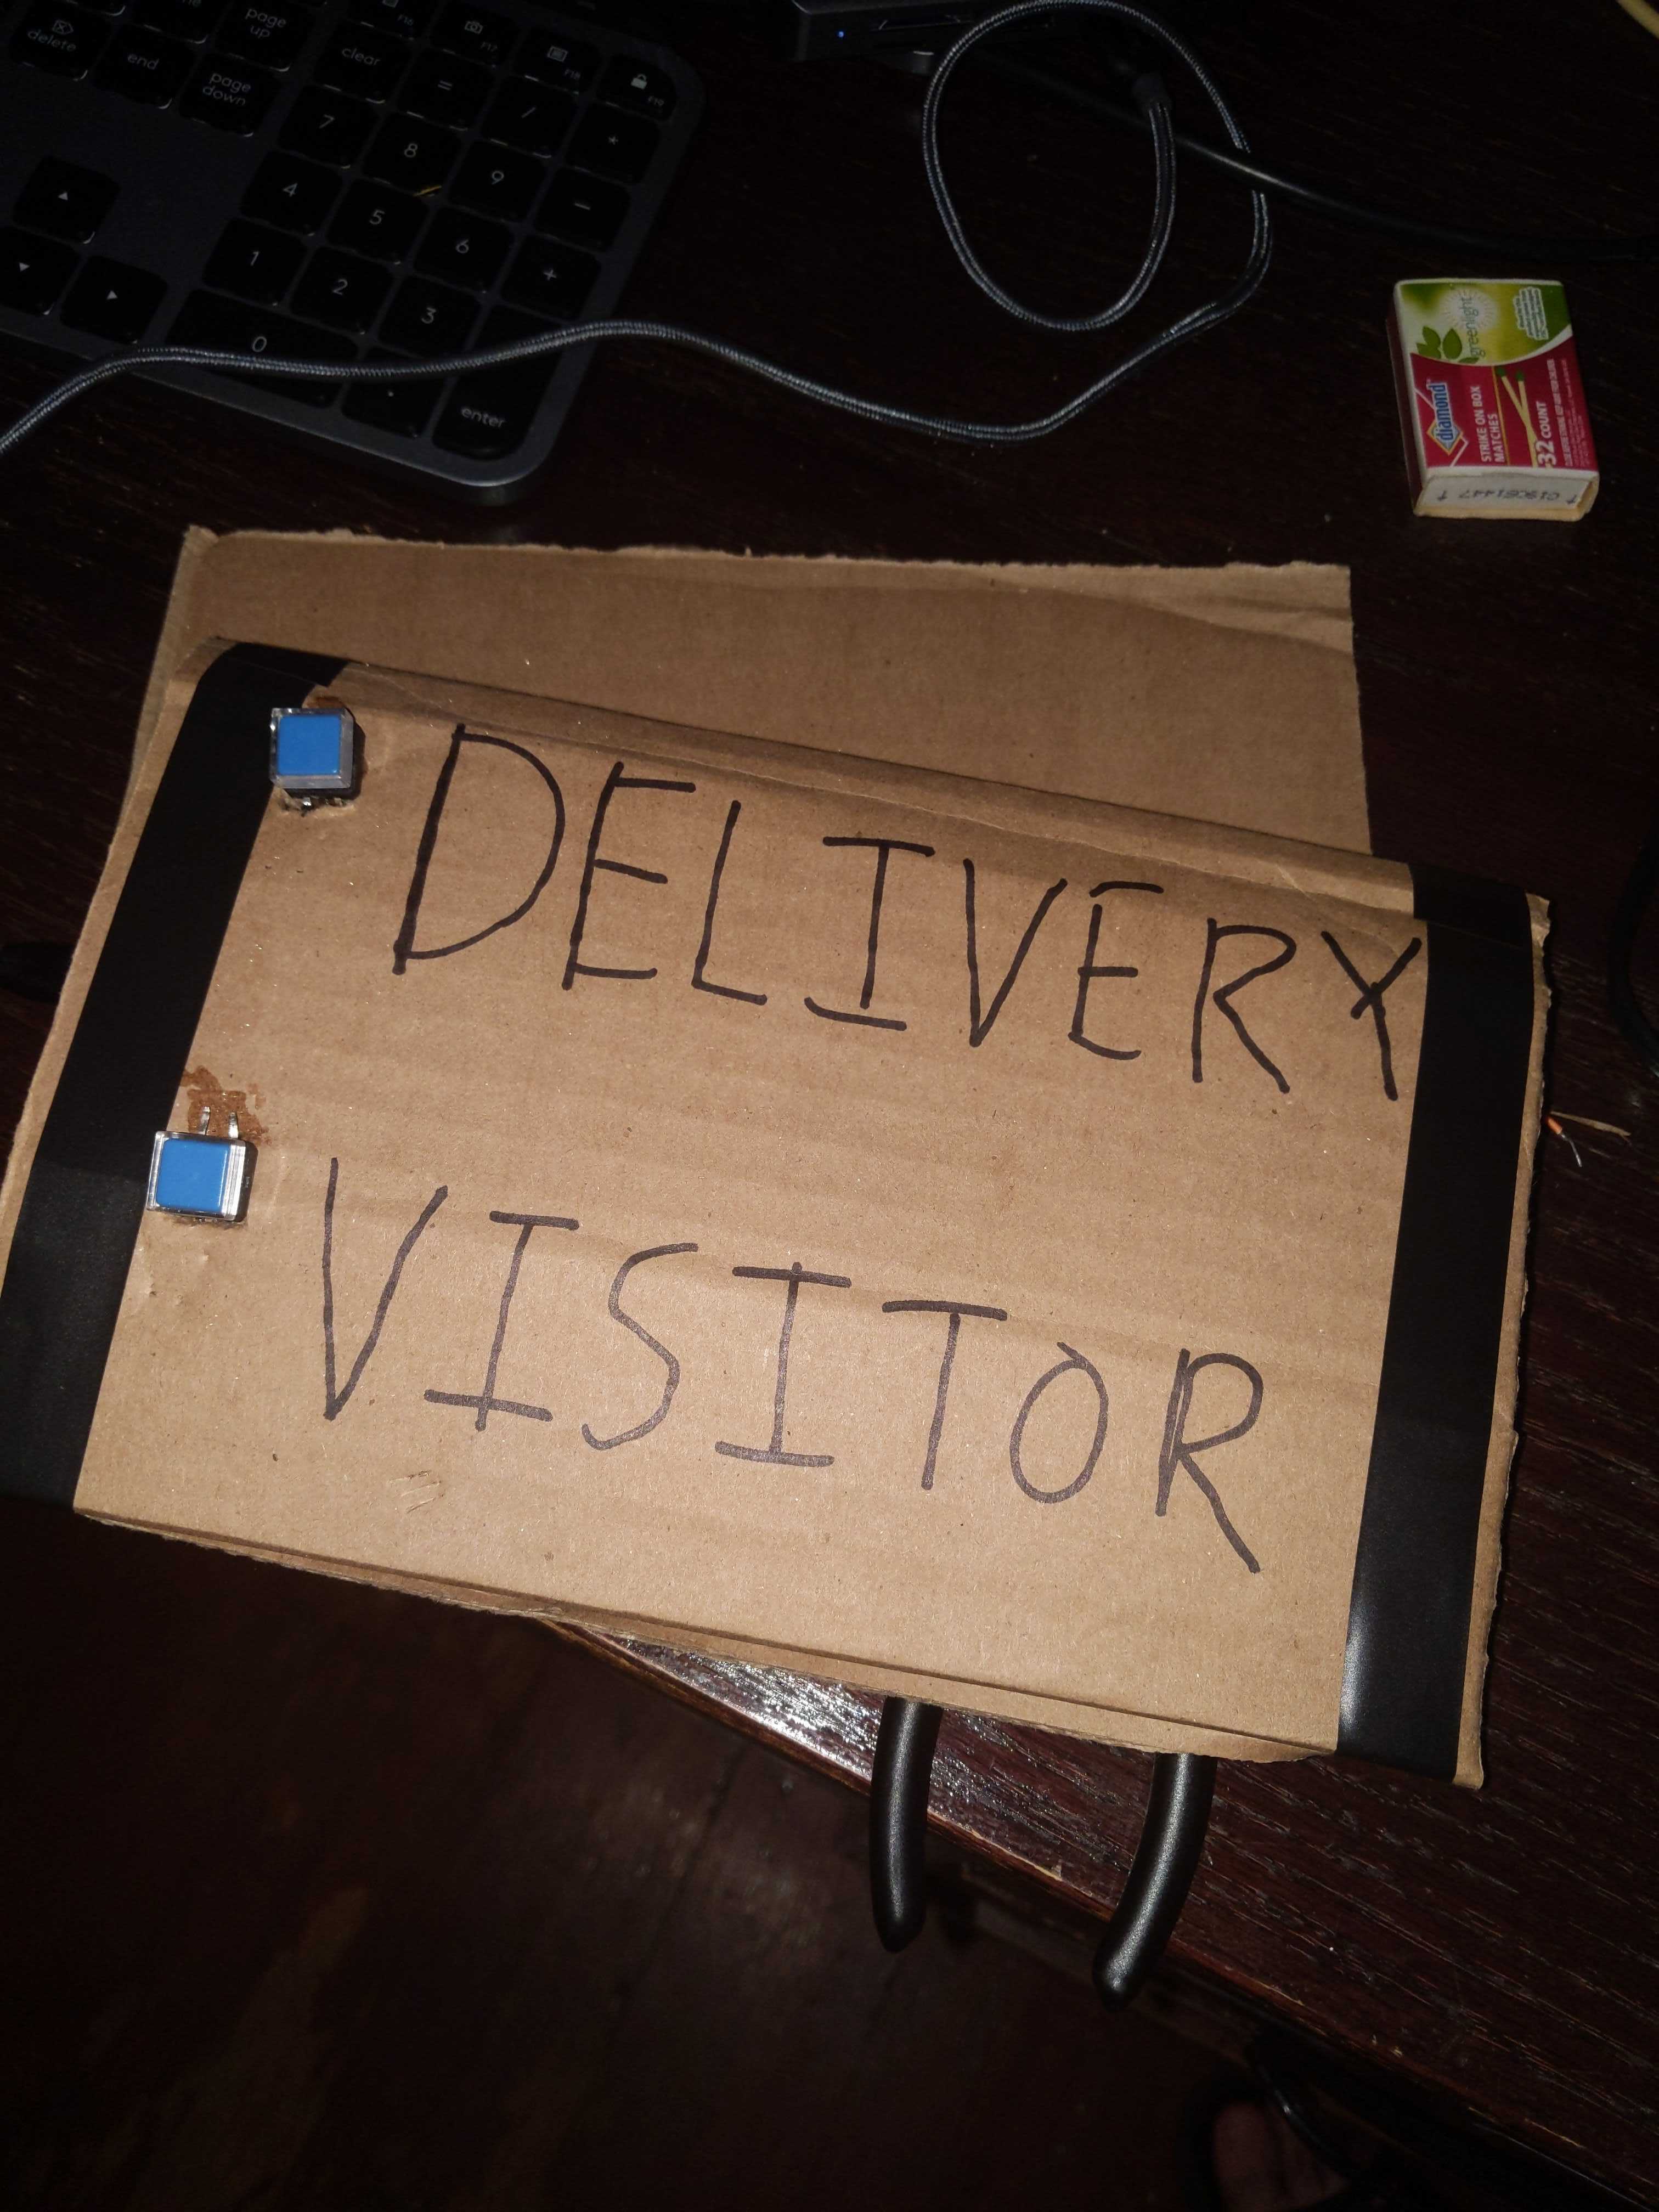 delete
end
page up
page down
clear
F17
F18
F19
=
/
*
7
8
9
-
4
5
6
+
1
2
3
0
.
enter
greenlight
diamond
STRIKE ON BOX
MATCHES
32 COUNT
DELIVERY
VISITOR